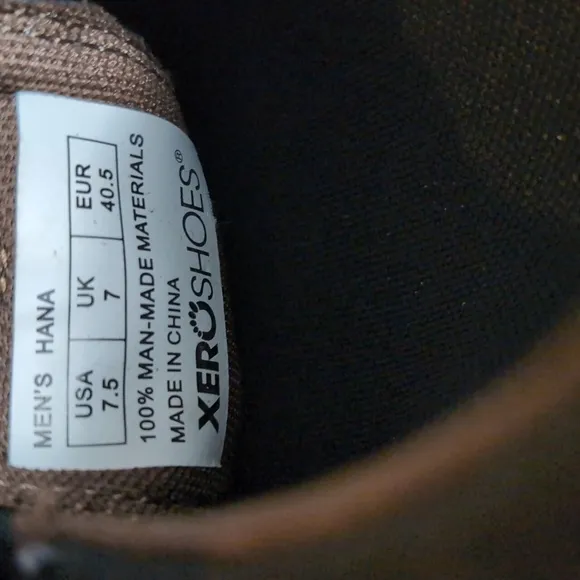 MEN'S HANA
USA UK EUR
7.5 7 40.5
100% MAN-MADE MATERIALS
MADE IN CHINA
XEROSHOES®